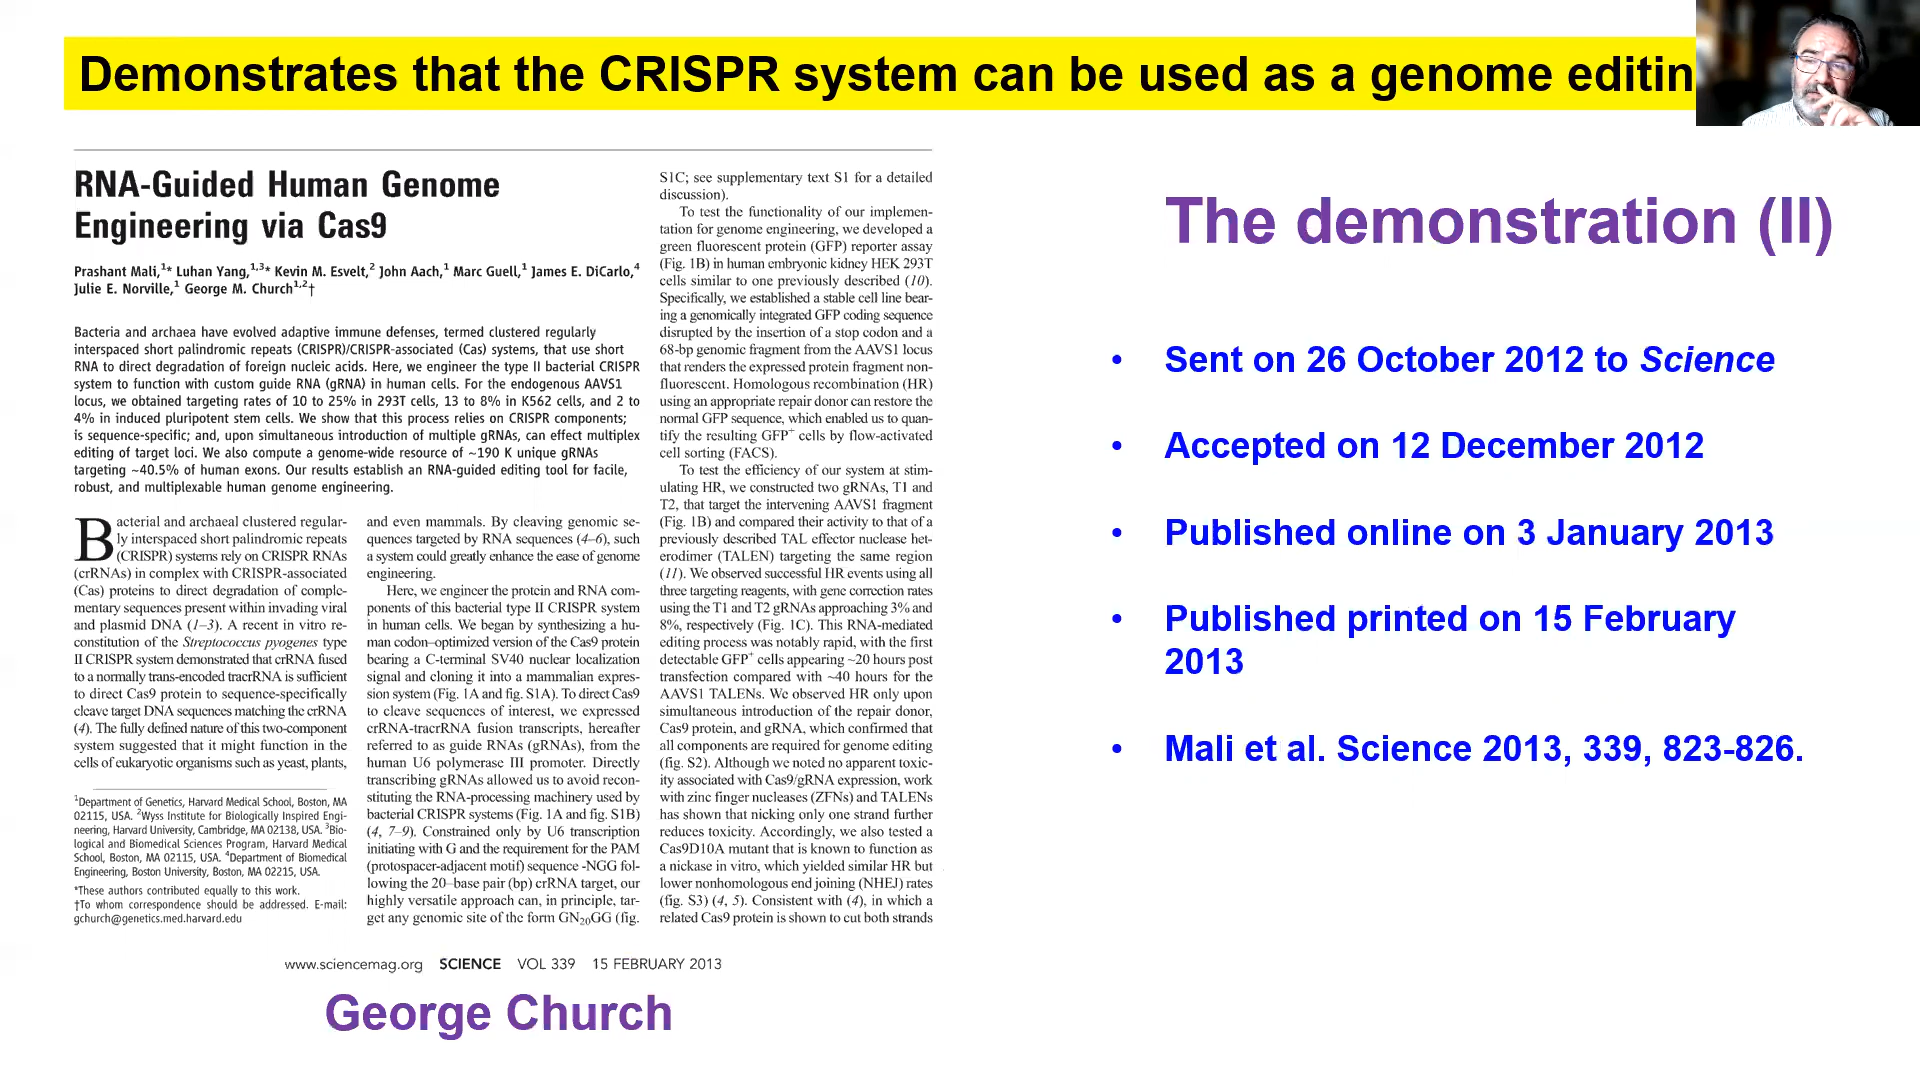 Demonstrates that the CRISPR system can be used as a genome editin
RNA-Guided Human Genome
Engineering via Cas9
Prashant Mali,1* Luhan Yang,1,3* Kevin M. Esvelt,2 John Aach,1 Marc Guell,1 James E. DiCarlo,4
Julie E. Norville,1 George M. Church1,2†
Bacteria and archaea have evolved adaptive immune defenses, termed clustered regularly
interspaced short palindromic repeats (CRISPR)/CRISPR-associated (Cas) systems, that use short
RNA to direct degradation of foreign nucleic acids. Here, we engineer the type II bacterial CRISPR
system to function with custom guide RNA (gRNA) in human cells. For the endogenous AAVS1
locus, we obtained targeting rates of 10 to 25% in 293T cells, 13 to 8% in K562 cells, and 2 to
4% in induced pluripotent stem cells. We show that this process relies on CRISPR components;
is sequence-specific; and, upon simultaneous introduction of multiple gRNAs, can effect multiplex
editing of target loci. We also compute a genome-wide resource of ~190 K unique gRNAs
targeting ~40.5% of human exons. Our results establish an RNA-guided editing tool for facile,
robust, and multiplexable human genome engineering.
Bacterial and archaeal clustered regular-
ly interspaced short palindromic repeats
(CRISPR) systems rely on CRISPR RNAs
(crRNAs) in complex with CRISPR-associated
(Cas) proteins to direct degradation of comple-
mentary sequences present within invading viral
and plasmid DNA (1–3). A recent in vitro re-
constitution of the Streptococcus pyogenes type
II CRISPR system demonstrated that crRNA fused
to a normally trans-encoded tracrRNA is sufficient
to direct Cas9 protein to sequence-specifically
cleave target DNA sequences matching the crRNA
(4). The fully defined nature of this two-component
system suggested that it might function in the
cells of eukaryotic organisms such as yeast, plants,
1Department of Genetics, Harvard Medical School, Boston, MA
02115, USA. 2Wyss Institute for Biologically Inspired Engi-
neering, Harvard University, Cambridge, MA 02138, USA. 3Bio-
logical and Biomedical Sciences Program, Harvard Medical
School, Boston, MA 02115, USA. 4Department of Biomedical
Engineering, Boston University, Boston, MA 02215, USA.
*These authors contributed equally to this work.
†To whom correspondence should be addressed. E-mail:
gchurch@genetics.med.harvard.edu
and even mammals. By cleaving genomic se-
quences targeted by RNA sequences (4–6), such
a system could greatly enhance the ease of genome
engineering.
Here, we engineer the protein and RNA com-
ponents of this bacterial type II CRISPR system
in human cells. We began by synthesizing a hu-
man codon–optimized version of the Cas9 protein
bearing a C-terminal SV40 nuclear localization
signal and cloning it into a mammalian expres-
sion system (Fig. 1A and fig. S1A). To direct Cas9
to cleave sequences of interest, we expressed
crRNA-tracrRNA fusion transcripts, hereafter
referred to as guide RNAs (gRNAs), from the
human U6 polymerase III promoter. Directly
transcribing gRNAs allowed us to avoid recon-
stituting the RNA-processing machinery used by
bacterial CRISPR systems (Fig. 1A and fig. S1B)
(4, 7–9). Constrained only by U6 transcription
initiating with G and the requirement for the PAM
(protospacer-adjacent motif) sequence -NGG fol-
lowing the 20–base pair (bp) crRNA target, our
highly versatile approach can, in principle, tar-
get any genomic site of the form GN20GG (fig.
S1C; see supplementary text S1 for a detailed
discussion).
To test the functionality of our implemen-
tation for genome engineering, we developed a
green fluorescent protein (GFP) reporter assay
(Fig. 1B) in human embryonic kidney HEK 293T
cells similar to one previously described (10).
Specifically, we established a stable cell line bear-
ing a genomically integrated GFP coding sequence
disrupted by the insertion of a stop codon and a
68-bp genomic fragment from the AAVS1 locus
that renders the expressed protein fragment non-
fluorescent. Homologous recombination (HR)
using an appropriate repair donor can restore the
normal GFP sequence, which enabled us to quan-
tify the resulting GFP+ cells by flow-activated
cell sorting (FACS).
To test the efficiency of our system at stim-
ulating HR, we constructed two gRNAs, T1 and
T2, that target the intervening AAVS1 fragment
(Fig. 1B) and compared their activity to that of a
previously described TAL effector nuclease het-
erodimer (TALEN) targeting the same region
(11). We observed successful HR events using all
three targeting reagents, with gene correction rates
using the T1 and T2 gRNAs approaching 3% and
8%, respectively (Fig. 1C). This RNA-mediated
editing process was notably rapid, with the first
detectable GFP+ cells appearing ~20 hours post
transfection compared with ~40 hours for the
AAVS1 TALENs. We observed HR only upon
simultaneous introduction of the repair donor,
Cas9 protein, and gRNA, which confirmed that
all components are required for genome editing
(fig. S2). Although we noted no apparent toxic-
ity associated with Cas9/gRNA expression, work
with zinc finger nucleases (ZFNs) and TALENs
has shown that nicking only one strand further
reduces toxicity. Accordingly, we also tested a
Cas9D10A mutant that is known to function as
a nickase in vitro, which yielded similar HR but
lower nonhomologous end joining (NHEJ) rates
(fig. S3) (4, 5). Consistent with (4), in which a
related Cas9 protein is shown to cut both strands
www.sciencemag.org SCIENCE VOL 339 15 FEBRUARY 2013
George Church
The demonstration (II)
• Sent on 26 October 2012 to Science
• Accepted on 12 December 2012
• Published online on 3 January 2013
• Published printed on 15 February
2013
• Mali et al. Science 2013, 339, 823-826.